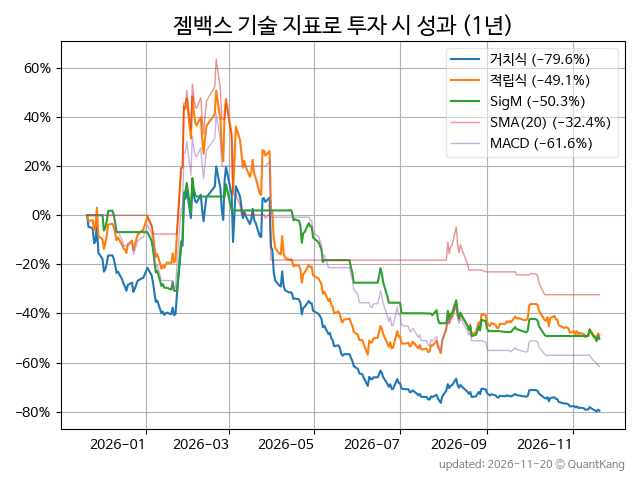 젬백스 기술 지표로 투자 시 성과 (1년)
거치식 (−79.6%)
적립식 (−49.1%)
SigM (−50.3%)
SMA(20) (−32.4%)
MACD (−61.6%)
60%
40%
20%
0%
−20%
−40%
−60%
−80%
2026-01
2026-03
2026-05
2026-07
2026-09
2026-11
updated: 2026-11-20 © QuantKang